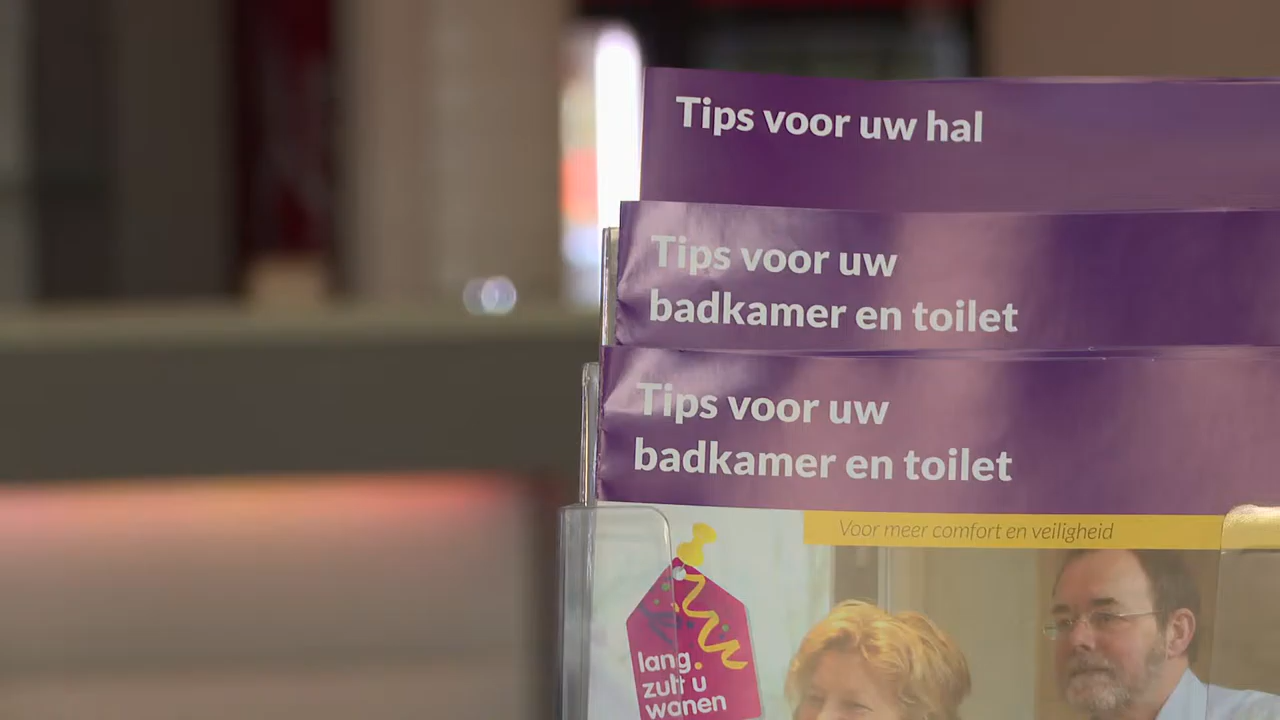 Tips voor uw hal
Tips voor uw
badkamer en toilet
Tips voor uw
badkamer en toilet
Voor meer comfort en veiligheid
lang
zult u
wonen